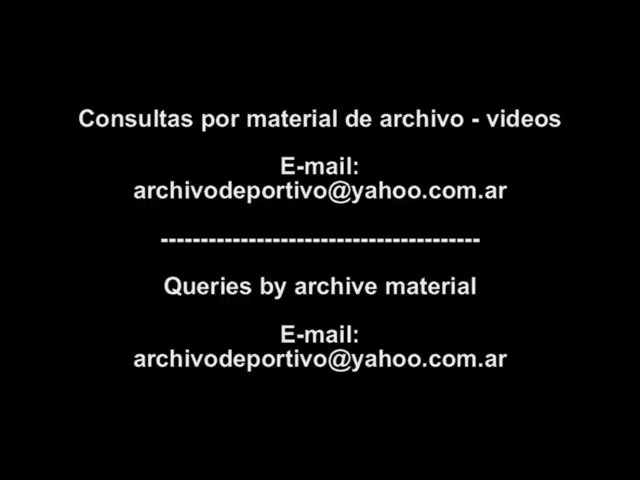 Consultas por material de archivo - videos
E-mail:
archivodeportivo@yahoo.com.ar
----------------------------------------
Queries by archive material
E-mail:
archivodeportivo@yahoo.com.ar